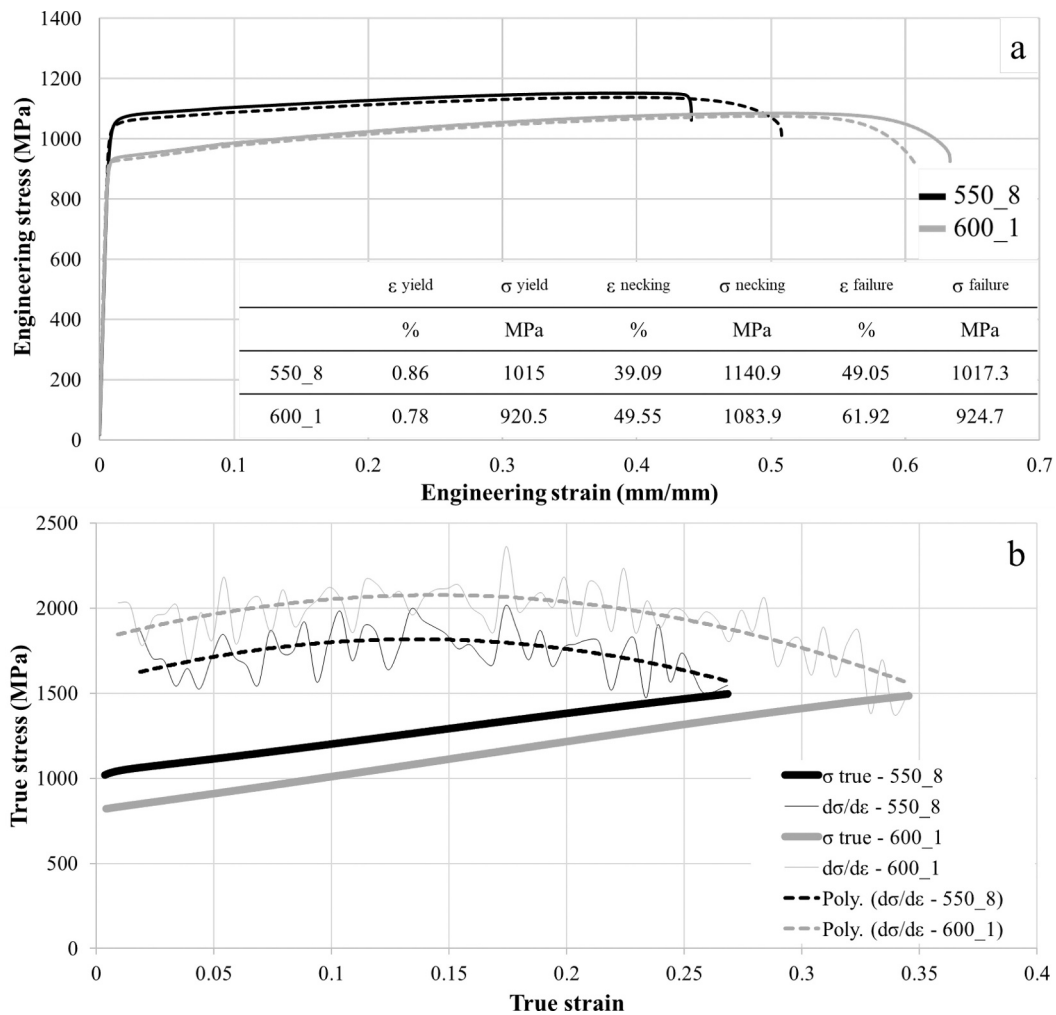 a
Engineering stress (MPa)
1400
1200
1000
800
600
400
200
0
550_8
600_1
ε yield σ yield ε necking σ necking ε failure σ failure
% MPa % MPa % MPa
550_8 0.86 1015 39.09 1140.9 49.05 1017.3
600_1 0.78 920.5 49.55 1083.9 61.92 924.7
0 0.1 0.2 0.3 0.4 0.5 0.6 0.7
Engineering strain (mm/mm)
b
True stress (MPa)
2500
2000
1500
1000
500
0
σ true - 550_8
dσ/dε - 550_8
σ true - 600_1
dσ/dε - 600_1
Poly. (dσ/dε - 550_8)
Poly. (dσ/dε - 600_1)
0 0.05 0.1 0.15 0.2 0.25 0.3 0.35 0.4
True strain